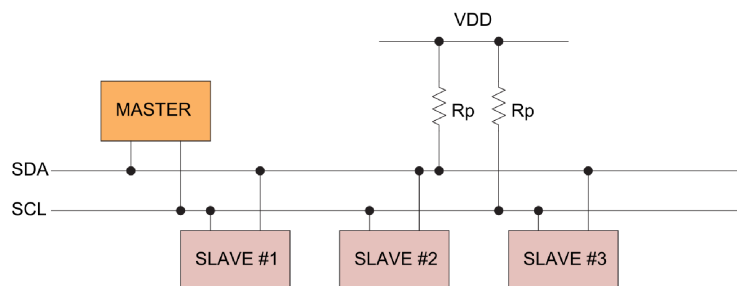 VDD
MASTER
Rp
Rp
SDA
SCL
SLAVE #1
SLAVE #2
SLAVE #3